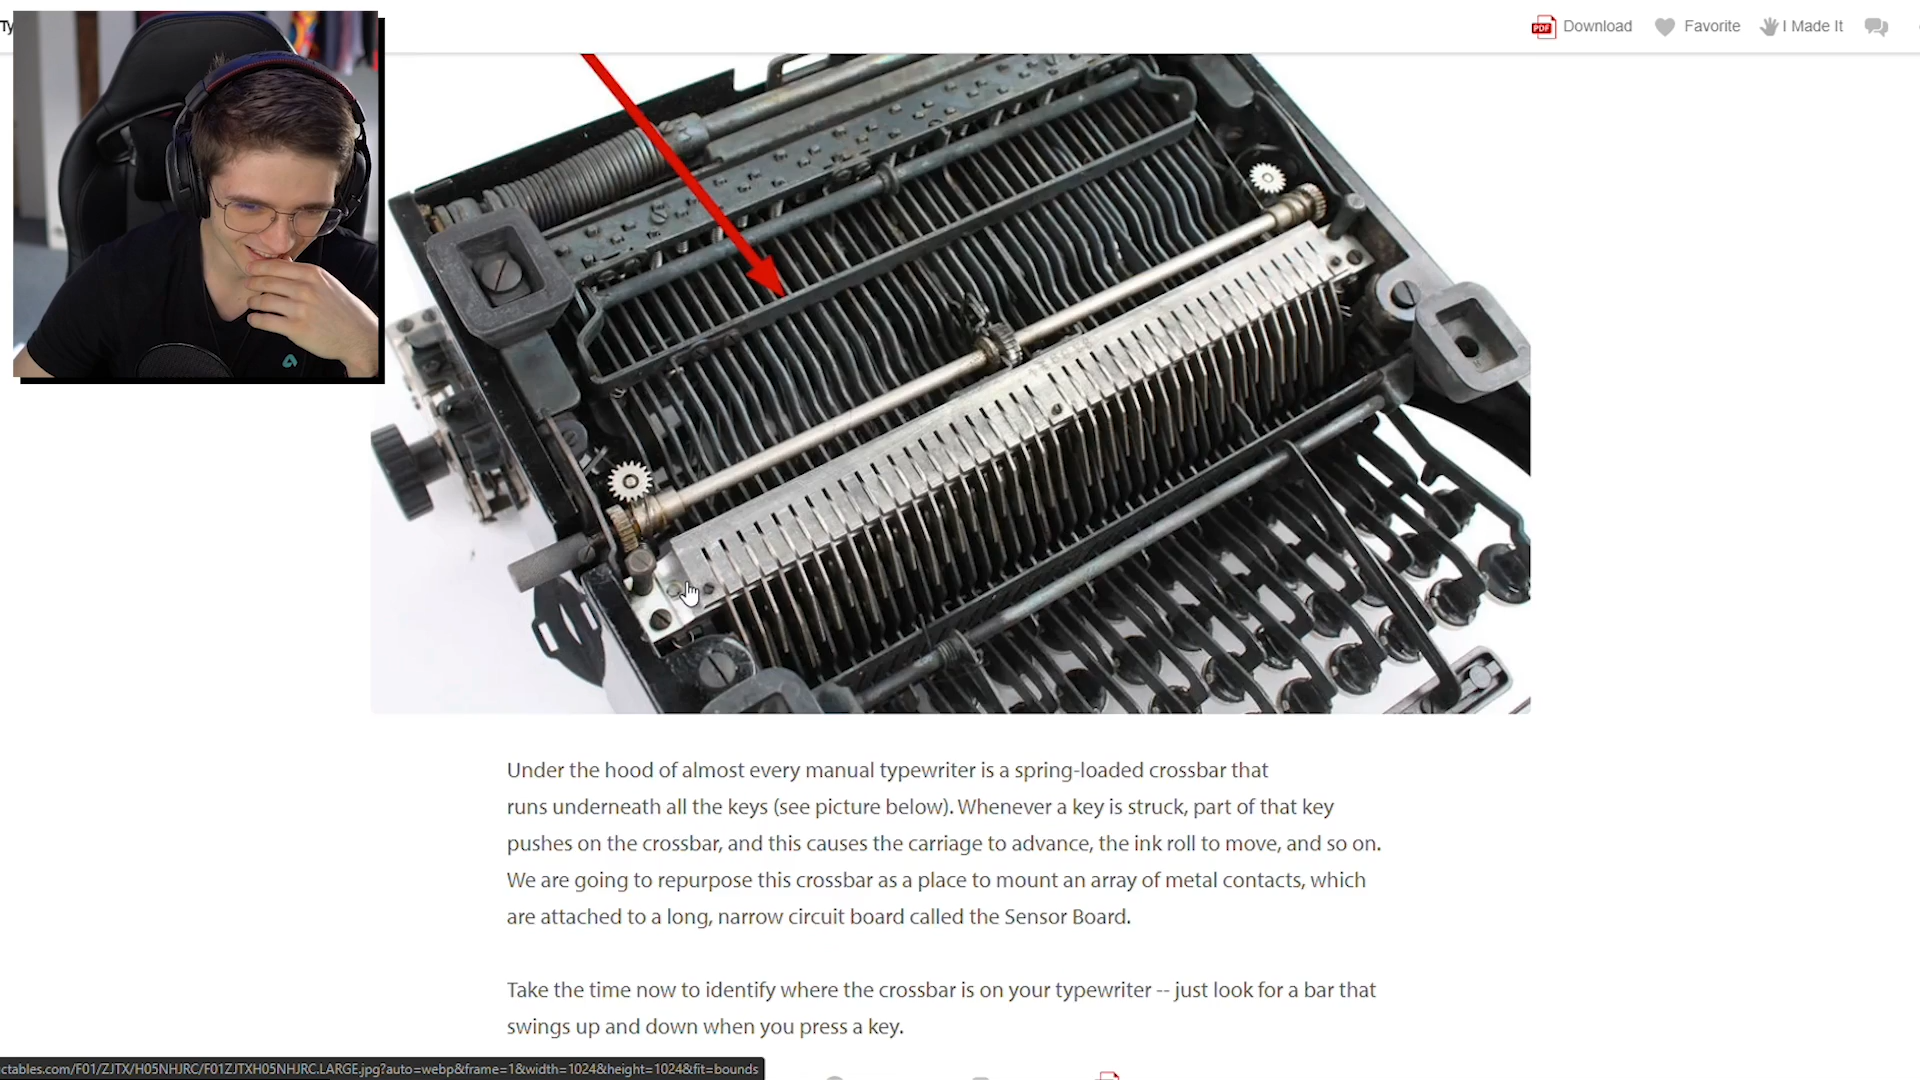 Ty
PDF Download Favorite I Made It
Under the hood of almost every manual typewriter is a spring-loaded crossbar that
runs underneath all the keys (see picture below). Whenever a key is struck, part of that key
pushes on the crossbar, and this causes the carriage to advance, the ink roll to move, and so on.
We are going to repurpose this crossbar as a place to mount an array of metal contacts, which
are attached to a long, narrow circuit board called the Sensor Board.
Take the time now to identify where the crossbar is on your typewriter -- just look for a bar that
swings up and down when you press a key.
ctables.com/F01/ZJTX/H05NHJRC/F01ZJTXH05NHJRC.LARGE.jpg?auto=webp&frame=1&width=1024&height=1024&fit=bounds